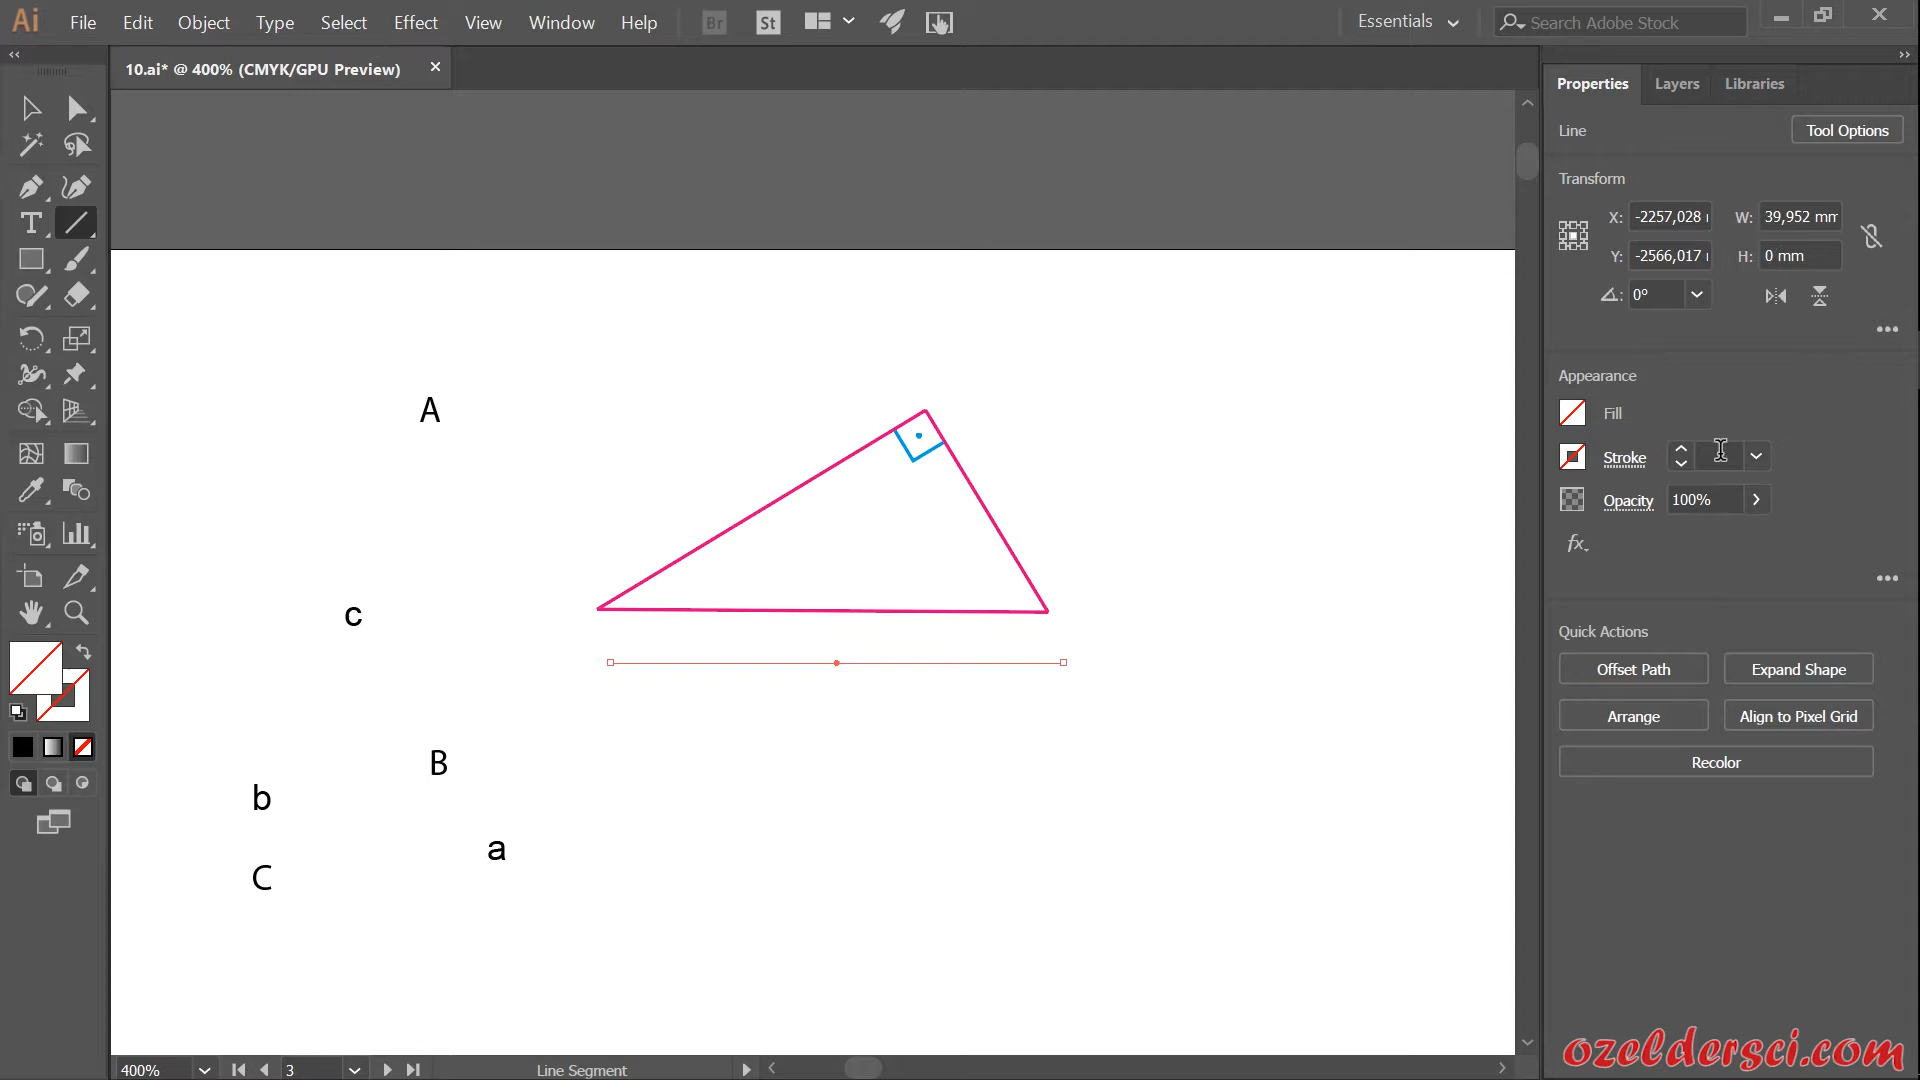 Ai File Edit Object Type Select Effect View Window Help Br St Essentials Search Adobe Stock
10.ai* @ 400% (CMYK/GPU Preview)
Properties Layers Libraries
Line Tool Options
Transform
X: -2257,028 W: 39,952 mm
Y: -2566,017 H: 0 mm
0°
Appearance
Fill
Stroke
Opacity 100%
fx
Quick Actions
Offset Path Expand Shape
Arrange Align to Pixel Grid
Recolor
A
c
B
b
a
C
400% 3 Line Segment
ozeldersci.com